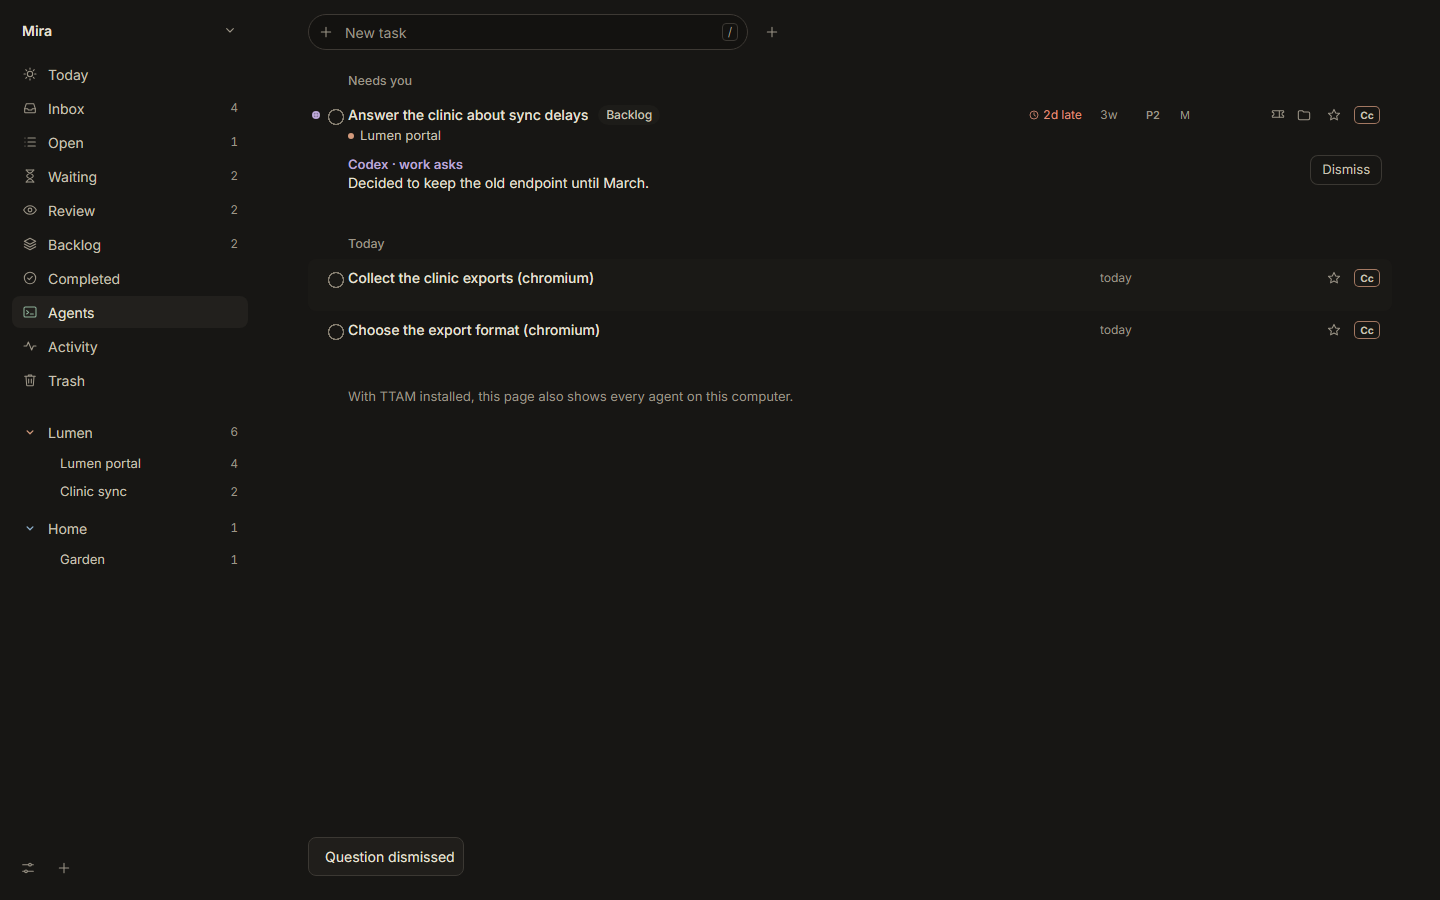 Mira
Today
Inbox 4
Open 1
Waiting 2
Review 2
Backlog 2
Completed
Agents
Activity
Trash
Lumen 6
Lumen portal 4
Clinic sync 2
Home 1
Garden 1
New task /
Needs you
Answer the clinic about sync delays Backlog 2d late 3w P2 M Cc
Lumen portal
Codex · work asks
Decided to keep the old endpoint until March.
Dismiss
Today
Collect the clinic exports (chromium) today Cc
Choose the export format (chromium) today Cc
With TTAM installed, this page also shows every agent on this computer.
Question dismissed